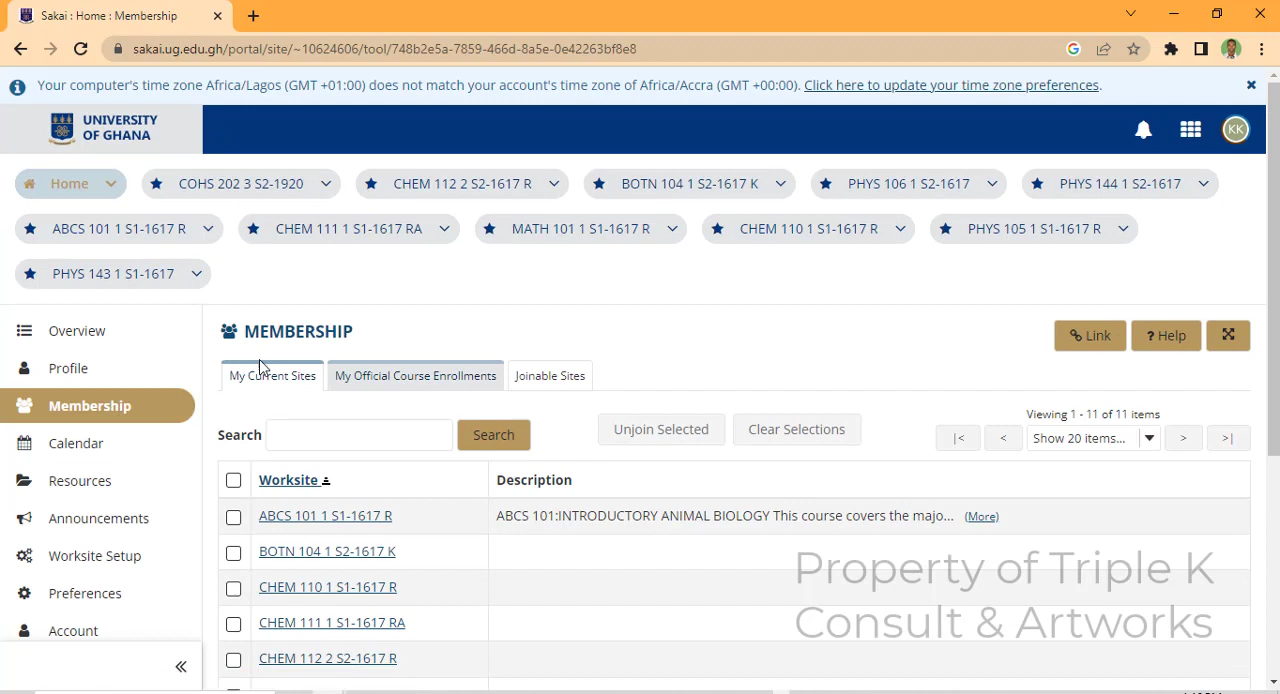 Sakai : Home : Membership
sakai.ug.edu.gh/portal/site/~10624606/tool/748b2e5a-7859-466d-8a5e-0e42263bf8e8
Your computer's time zone Africa/Lagos (GMT +01:00) does not match your account's time zone of Africa/Accra (GMT +00:00). Click here to update your time zone preferences.
UNIVERSITY
OF GHANA
KK
Home
COHS 202 3 S2-1920
CHEM 112 2 S2-1617 R
BOTN 104 1 S2-1617 K
PHYS 106 1 S2-1617
PHYS 144 1 S2-1617
ABCS 101 1 S1-1617 R
CHEM 111 1 S1-1617 RA
MATH 101 1 S1-1617 R
CHEM 110 1 S1-1617 R
PHYS 105 1 S1-1617 R
PHYS 143 1 S1-1617
Overview
Profile
Membership
Calendar
Resources
Announcements
Worksite Setup
Preferences
Account
MEMBERSHIP
Link
? Help
My Current Sites
My Official Course Enrollments
Joinable Sites
Search
Search
Unjoin Selected
Clear Selections
Viewing 1 - 11 of 11 items
|<
<
Show 20 items...
>
>|
Worksite
Description
ABCS 101 1 S1-1617 R
ABCS 101:INTRODUCTORY ANIMAL BIOLOGY This course covers the majo... (More)
BOTN 104 1 S2-1617 K
CHEM 110 1 S1-1617 R
CHEM 111 1 S1-1617 RA
CHEM 112 2 S2-1617 R
Property of Triple K
Consult & Artworks